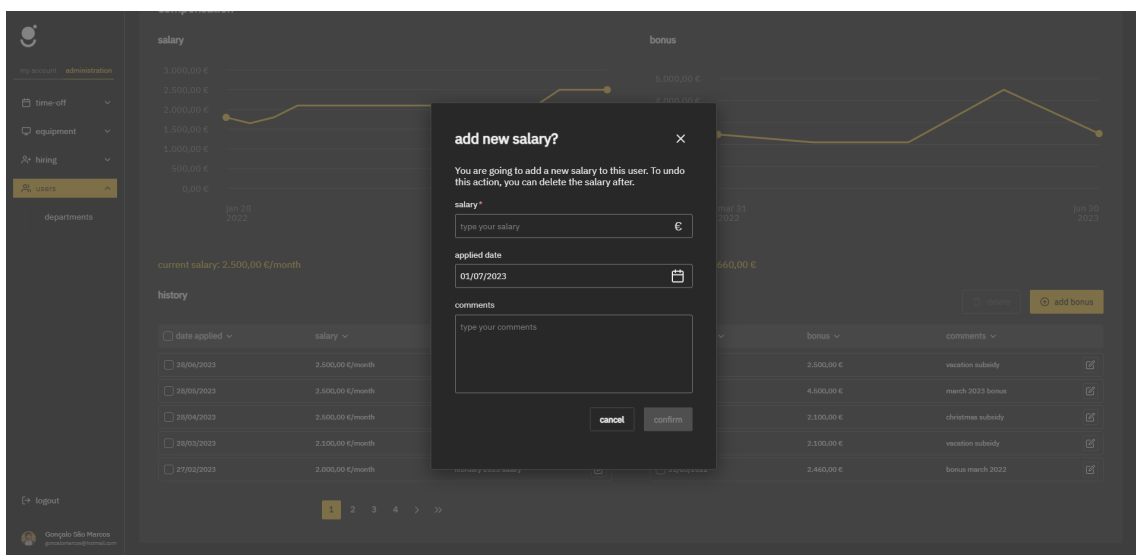 compensation
salary
bonus
my account
administration
3.000,00 €
2.500,00 €
2.000,00 €
1.500,00 €
1.000,00 €
500,00 €
0,00 €
jan 28
2022
5.000,00 €
mar 31
2022
jun 30
2023
time-off
equipment
hiring
users
departments
add new salary?
You are going to add a new salary to this user. To undo
this action, you can delete the salary after.
salary*
type your salary €
applied date
01/07/2023
comments
type your comments
cancel
confirm
current salary: 2.500,00 €/month
660,00 €
history
delete
add bonus
date applied
salary
bonus
comments
28/06/2023 2.500,00 €/month
2.500,00 € vacation subsidy
28/05/2023 2.500,00 €/month
4.500,00 € march 2023 bonus
28/04/2023 2.500,00 €/month
2.100,00 € christmas subsidy
28/03/2023 2.100,00 €/month
2.100,00 € vacation subsidy
27/02/2023 2.000,00 €/month
2.460,00 € bonus march 2022
1 2 3 4 > >>
logout
Gonçalo São Marcos